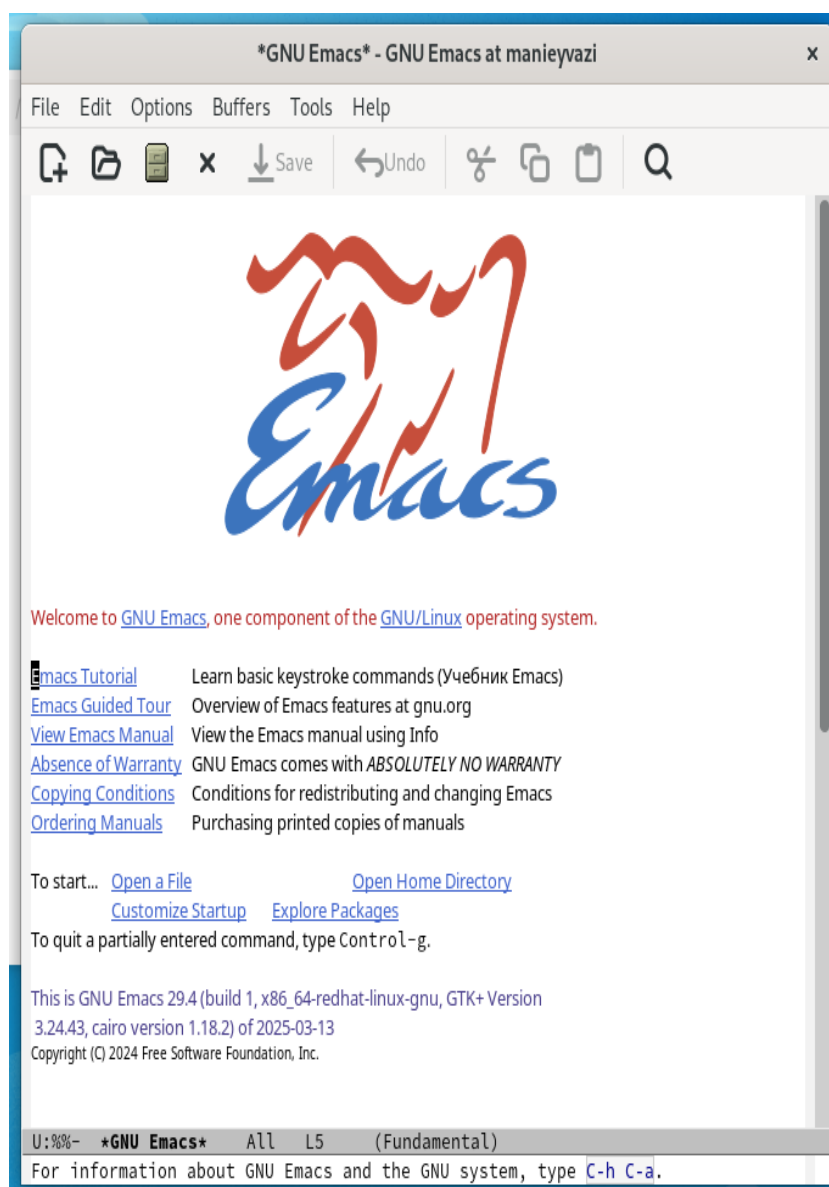 *GNU Emacs* - GNU Emacs at manieyvazi
File Edit Options Buffers Tools Help
Save Undo
Emacs
Welcome to GNU Emacs, one component of the GNU/Linux operating system.
Emacs Tutorial Learn basic keystroke commands (Учебник Emacs)
Emacs Guided Tour Overview of Emacs features at gnu.org
View Emacs Manual View the Emacs manual using Info
Absence of Warranty GNU Emacs comes with ABSOLUTELY NO WARRANTY
Copying Conditions Conditions for redistributing and changing Emacs
Ordering Manuals Purchasing printed copies of manuals
To start... Open a File Open Home Directory
Customize Startup Explore Packages
To quit a partially entered command, type Control-g.
This is GNU Emacs 29.4 (build 1, x86_64-redhat-linux-gnu, GTK+ Version
3.24.43, cairo version 1.18.2) of 2025-03-13
Copyright (C) 2024 Free Software Foundation, Inc.
U:%%- *GNU Emacs* All L5 (Fundamental)
For information about GNU Emacs and the GNU system, type C-h C-a.